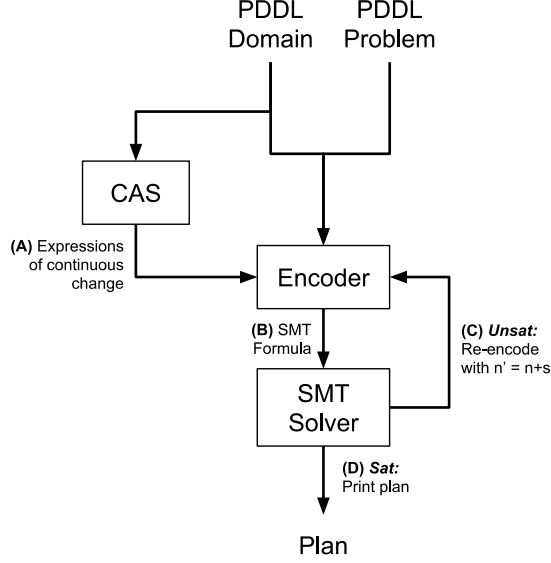 PDDL
Domain
PDDL
Problem
CAS
(A) Expressions
of continuous
change
Encoder
(B) SMT
Formula
(C) Unsat:
Re-encode
with n' = n+s
SMT
Solver
(D) Sat:
Print plan
Plan